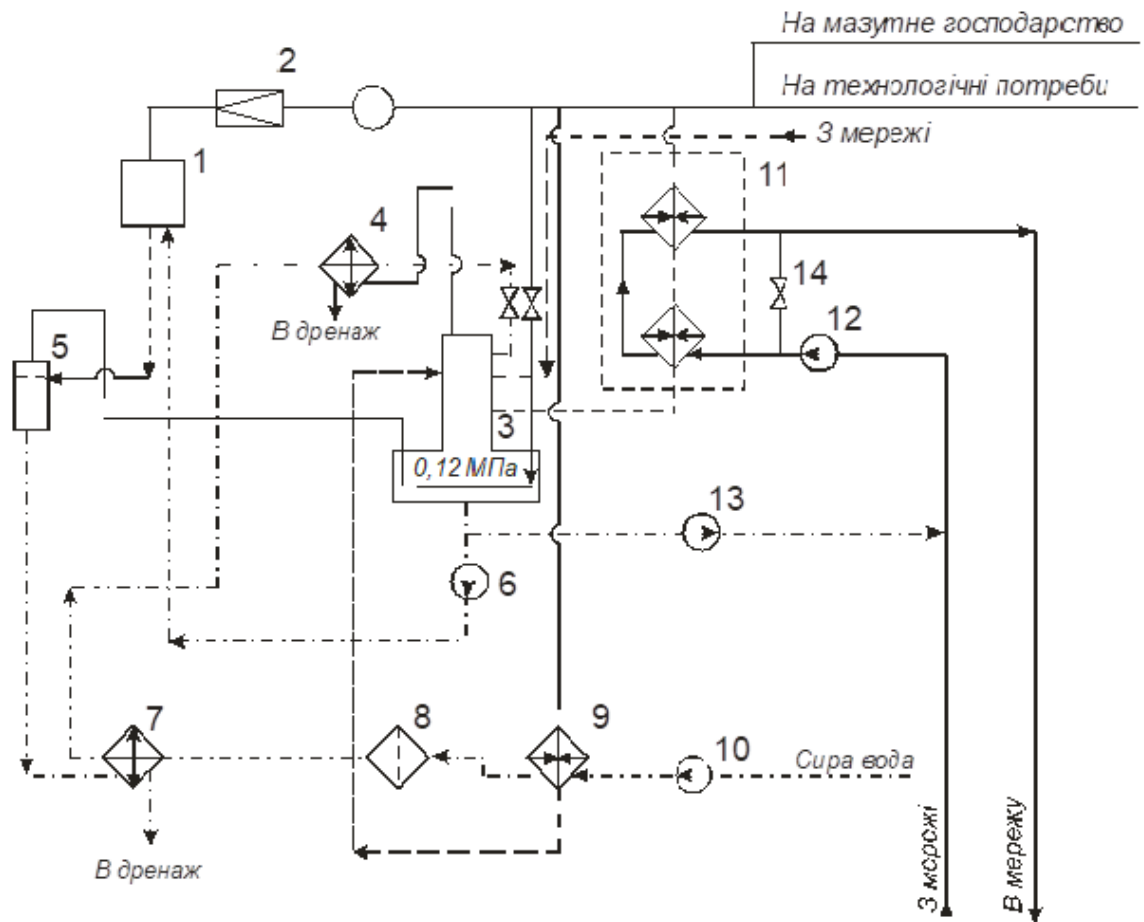 На мазутне господарство
2
На технологічні потреби
З мережі
1
11
4
14
В дренаж
12
5
3
0,12 МПа
13
6
7
8
9
10
Сира вода
В дренаж
З мережі
В мережу